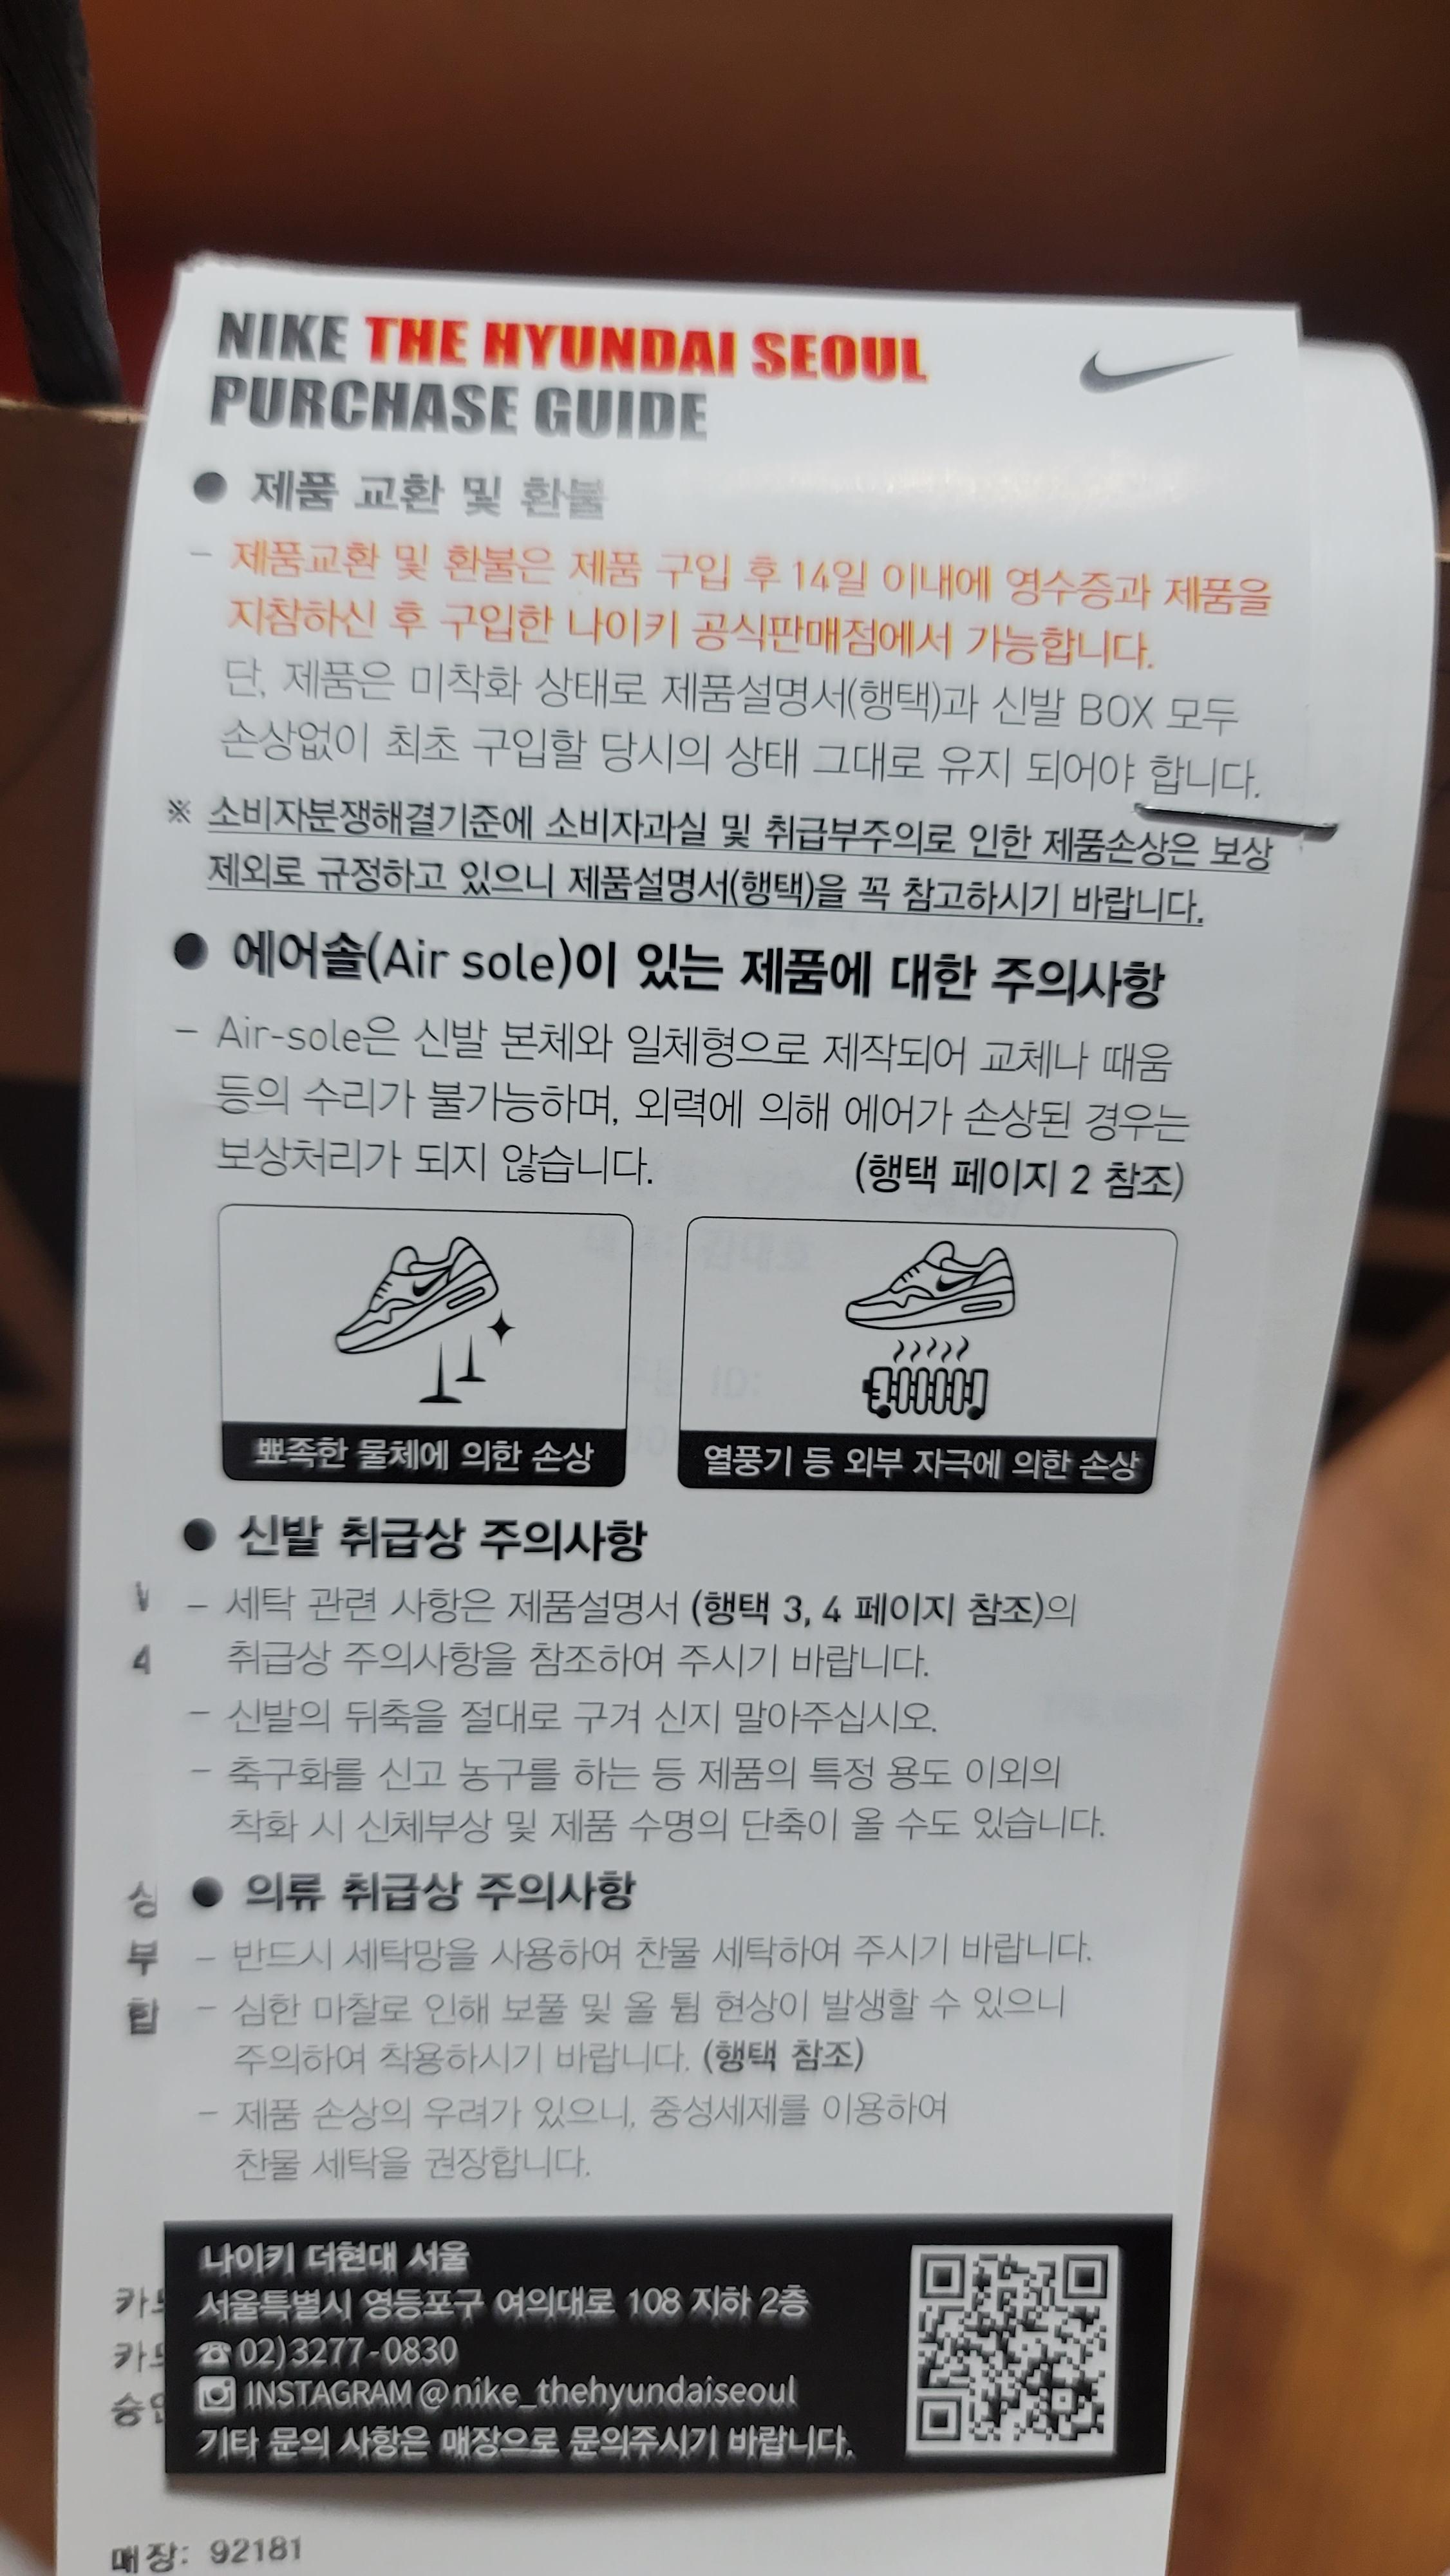 NIKE THE HYUNDAI SEOUL
PURCHASE GUIDE
● 제품 교환 및 환불
– 제품교환 및 환불은 제품 구입 후 14일 이내에 영수증과 제품을
지참하신 후 구입한 나이키 공식판매점에서 가능합니다.
단, 제품은 미착화 상태로 제품설명서(행택)과 신발 BOX 모두
손상없이 최초 구입할 당시의 상태 그대로 유지 되어야 합니다.
※ 소비자분쟁해결기준에 소비자과실 및 취급부주의로 인한 제품손상은 보상
제외로 규정하고 있으니 제품설명서(행택)을 꼭 참고하시기 바랍니다.
● 에어솔(Air sole)이 있는 제품에 대한 주의사항
– Air-sole은 신발 본체와 일체형으로 제작되어 교체나 때움
등의 수리가 불가능하며, 외력에 의해 에어가 손상된 경우는
보상처리가 되지 않습니다. (행택 페이지 2 참조)
뾰족한 물체에 의한 손상
열풍기 등 외부 자극에 의한 손상
● 신발 취급상 주의사항
– 세탁 관련 사항은 제품설명서 (행택 3, 4 페이지 참조)의
취급상 주의사항을 참조하여 주시기 바랍니다.
– 신발의 뒤축을 절대로 구겨 신지 말아주십시오.
– 축구화를 신고 농구를 하는 등 제품의 특정 용도 이외의
착화 시 신체부상 및 제품 수명의 단축이 올 수도 있습니다.
● 의류 취급상 주의사항
– 반드시 세탁망을 사용하여 찬물 세탁하여 주시기 바랍니다.
– 심한 마찰로 인해 보풀 및 올 튐 현상이 발생할 수 있으니
주의하여 착용하시기 바랍니다. (행택 참조)
– 제품 손상의 우려가 있으니, 중성세제를 이용하여
찬물 세탁을 권장합니다.
나이키 더현대 서울
서울특별시 영등포구 여의대로 108 지하 2층
☎02)3277-0830
INSTAGRAM @nike_thehyundaiseoul
기타 문의 사항은 매장으로 문의주시기 바랍니다.
매장: 92181